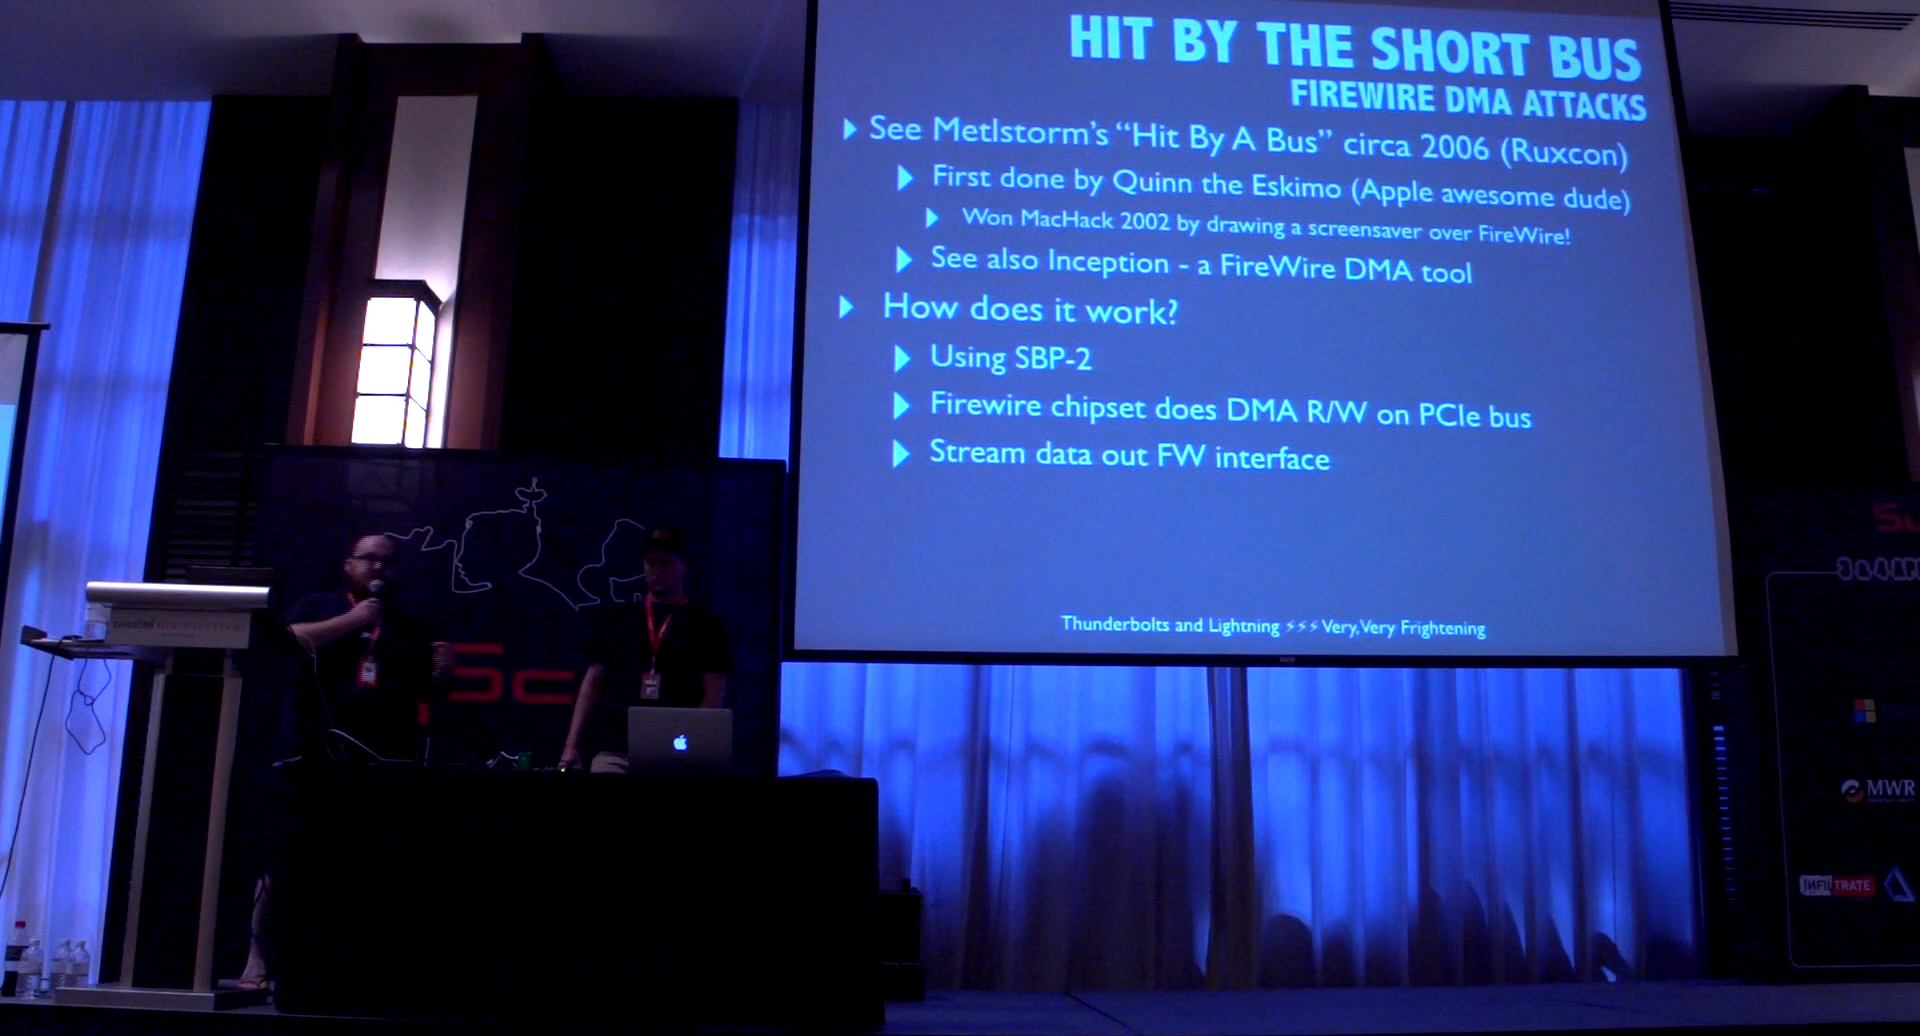 HIT BY THE SHORT BUS
FIREWIRE DMA ATTACKS
See Metlstorm's “Hit By A Bus” circa 2006 (Ruxcon)
First done by Quinn the Eskimo (Apple awesome dude)
Won MacHack 2002 by drawing a screensaver over FireWire!
See also Inception - a FireWire DMA tool
How does it work?
Using SBP-2
Firewire chipset does DMA R/W on PCIe bus
Stream data out FW interface
Thunderbolts and Lightning ⚡⚡⚡ Very, Very Frightening
Sc
MWR
INFILTRATE